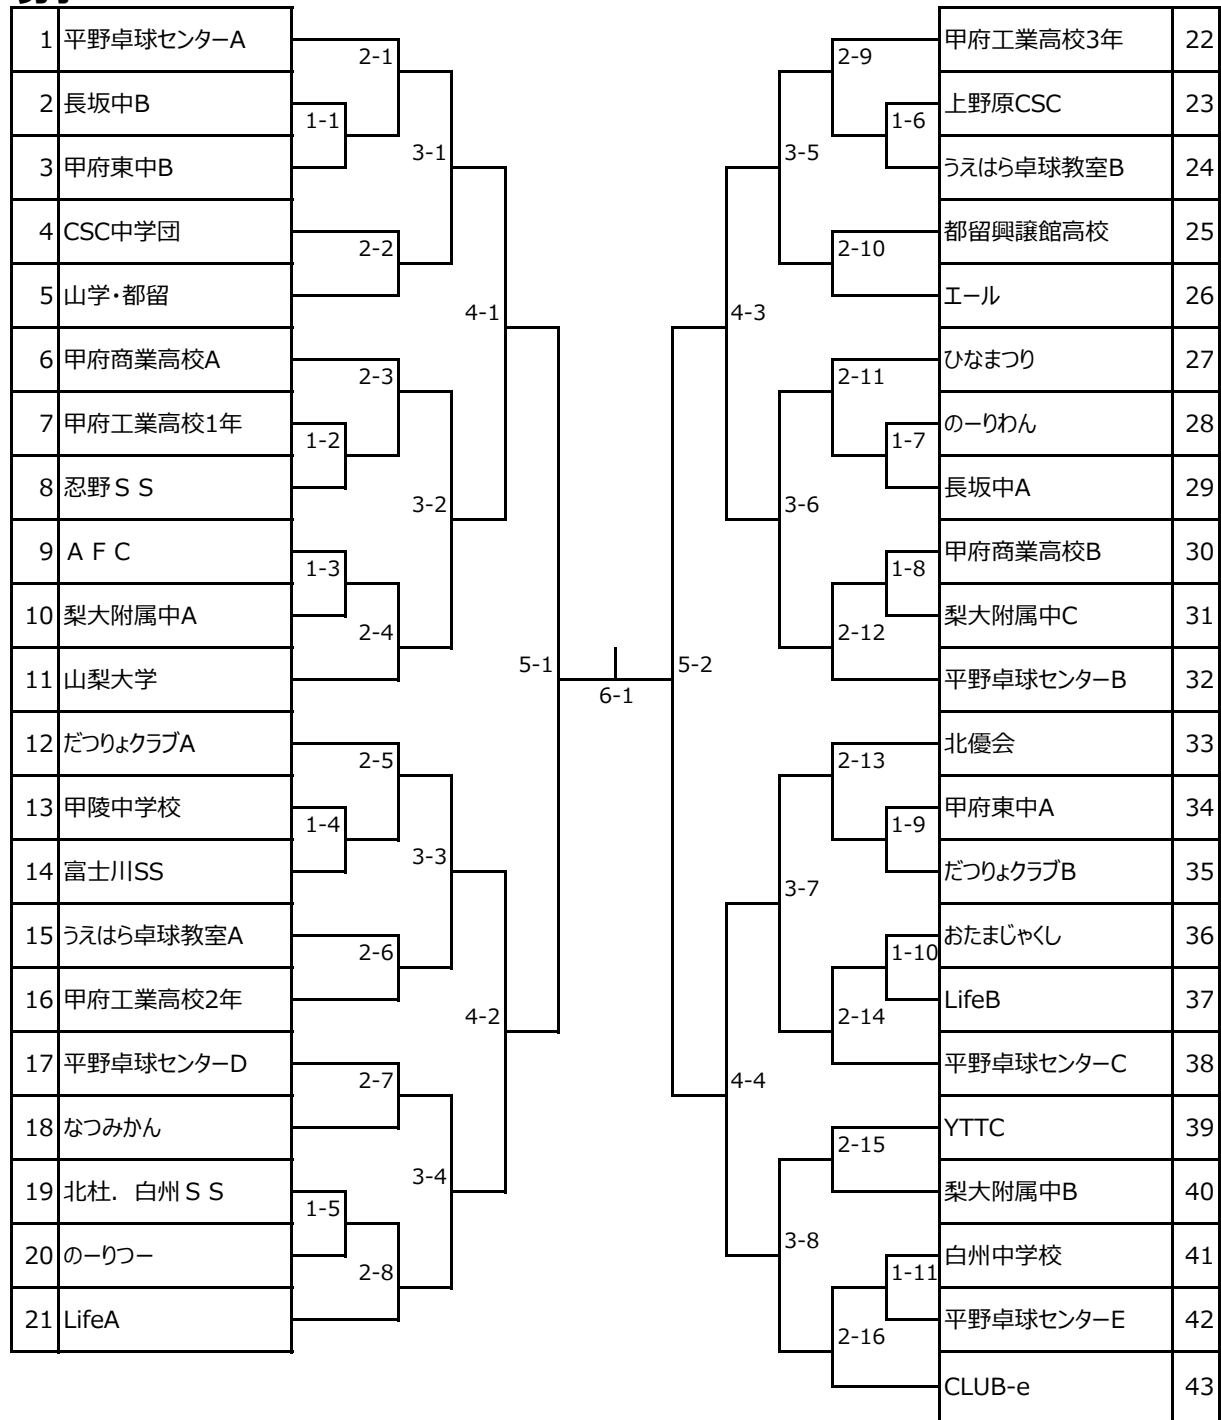 1 平野卓球センターA
2-1
2 長坂中B
1-1
3 甲府東中B
3-1
4 CSC中学団
2-2
5 山学・都留
4-1
6 甲府商業高校A
2-3
7 甲府工業高校1年
1-2
8 忍野ＳＳ
3-2
9 ＡＦＣ
1-3
10 梨大附属中A
2-4
11 山梨大学
5-1
12 だつりょクラブA
2-5
13 甲陵中学校
1-4
14 富士川SS
3-3
15 うえはら卓球教室A
2-6
16 甲府工業高校2年
4-2
17 平野卓球センターD
2-7
18 なつみかん
3-4
19 北杜．白州ＳＳ
1-5
20 のーりつー
2-8
21 LifeA
6-1
甲府工業高校3年 22
2-9
上野原CSC 23
1-6
うえはら卓球教室B 24
3-5
都留興譲館高校 25
2-10
エール 26
4-3
ひなまつり 27
2-11
のーりわん 28
1-7
長坂中A 29
3-6
甲府商業高校B 30
1-8
梨大附属中C 31
2-12
平野卓球センターB 32
5-2
北優会 33
2-13
甲府東中A 34
1-9
だつりょクラブB 35
3-7
おたまじゃくし 36
1-10
LifeB 37
2-14
平野卓球センターC 38
4-4
YTTC 39
2-15
梨大附属中B 40
3-8
白州中学校 41
1-11
平野卓球センターE 42
2-16
CLUB-e 43